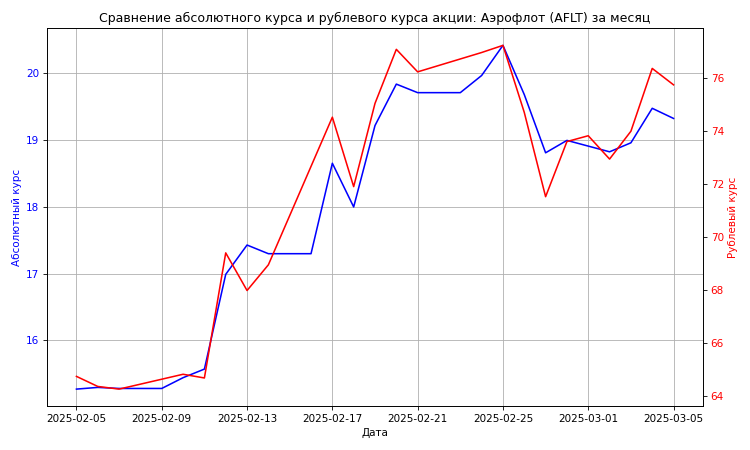 Сравнение абсолютного курса и рублевого курса акции: Аэрофлот (AFLT) за месяц
Абсолютный курс
20
19
18
17
16
Рублевый курс
76
74
72
70
68
66
64
2025-02-05 2025-02-09 2025-02-13 2025-02-17 2025-02-21 2025-02-25 2025-03-01 2025-03-05
Дата